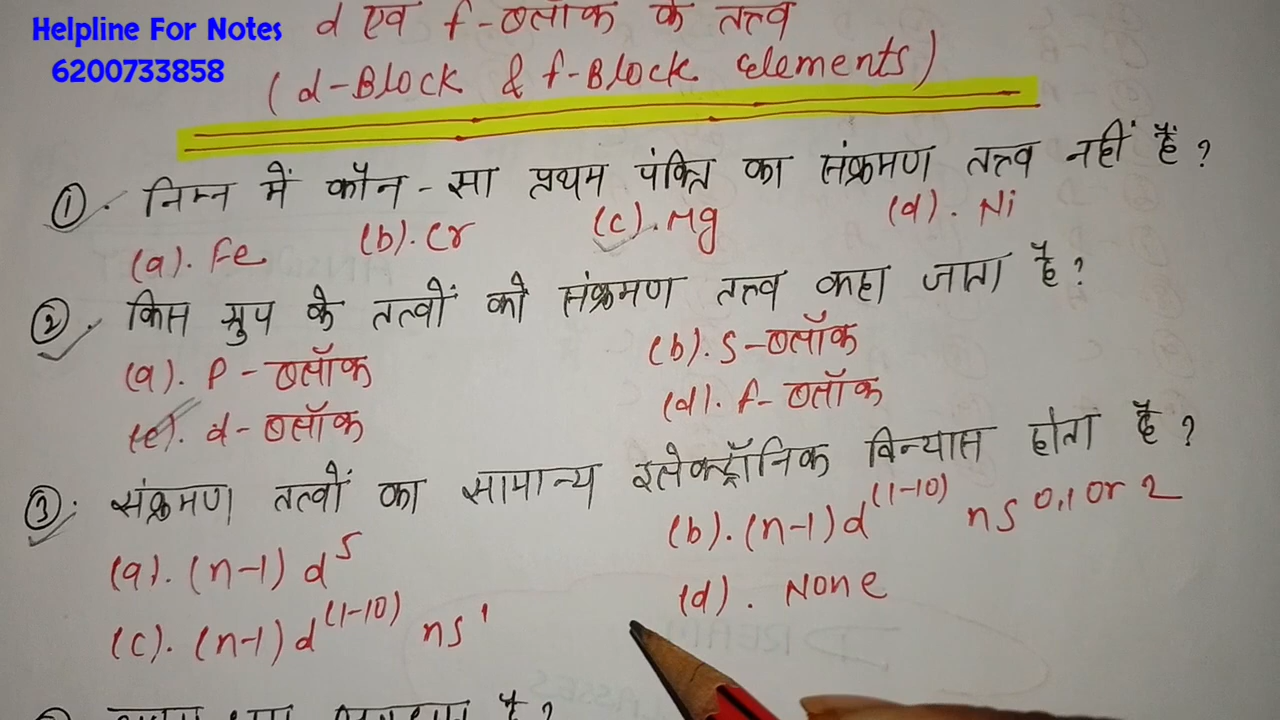 Helpline For Notes
6200733858
d एवं f-ब्लॉक के तत्त्व
(d-Block & f-Block Elements)
①. निम्न में कौन-सा प्रथम पंक्ति का संक्रमण तत्त्व नहीं है?
(a). Fe (b). Cr (c). Mg (d). Ni
②. किस ग्रुप के तत्वों को संक्रमण तत्त्व कहा जाता है?
(a). P-ब्लॉक (b). S-ब्लॉक
(c). d-ब्लॉक (d). f-ब्लॉक
③. संक्रमण तत्वों का सामान्य इलेक्ट्रॉनिक विन्यास होता है?
(a). (n-1) d⁵ (b). (n-1)d⁽¹⁻¹⁰⁾ ns⁰,¹ ᵒʳ ²
(c). (n-1)d⁽¹⁻¹⁰⁾ ns¹ (d). None
है?